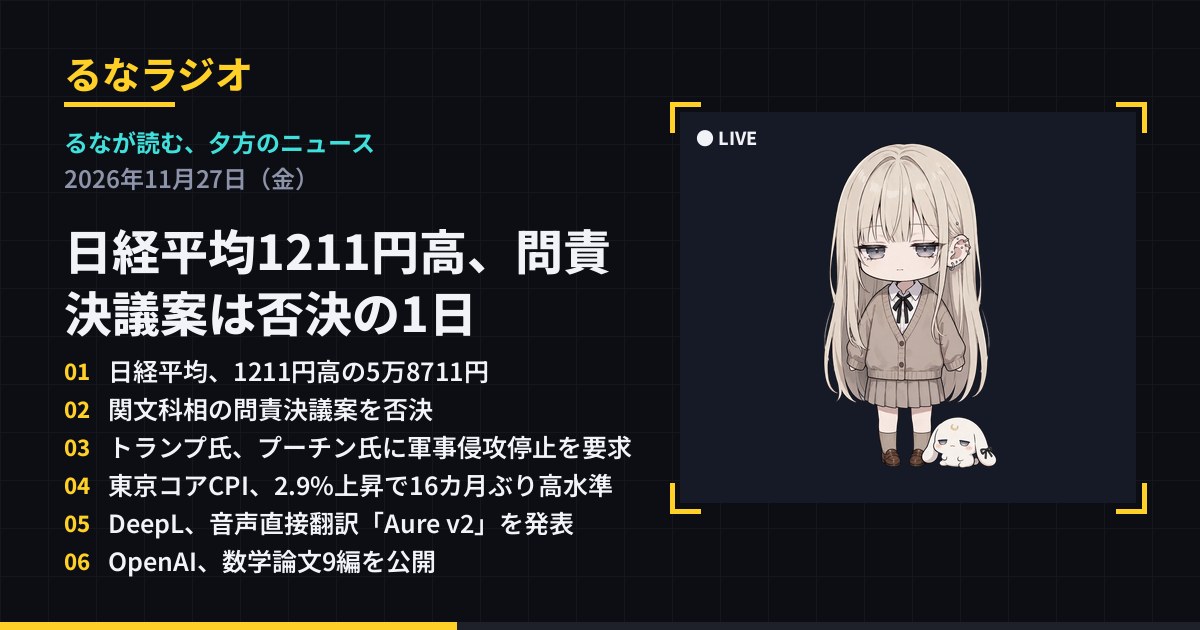 るなラジオ
るなが読む、夕方のニュース
2026年11月27日（金）
日経平均1211円高、問責
決議案は否決の1日
01 日経平均、1211円高の5万8711円
02 関文科相の問責決議案を否決
03 トランプ氏、プーチン氏に軍事侵攻停止を要求
04 東京コアCPI、2.9%上昇で16カ月ぶり高水準
05 DeepL、音声直接翻訳「Aure v2」を発表
06 OpenAI、数学論文9編を公開
LIVE